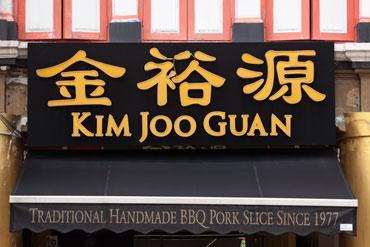 金裕源
KIM JOO GUAN
TRADITIONAL HANDMADE BBQ PORK SLICE SINCE 1977